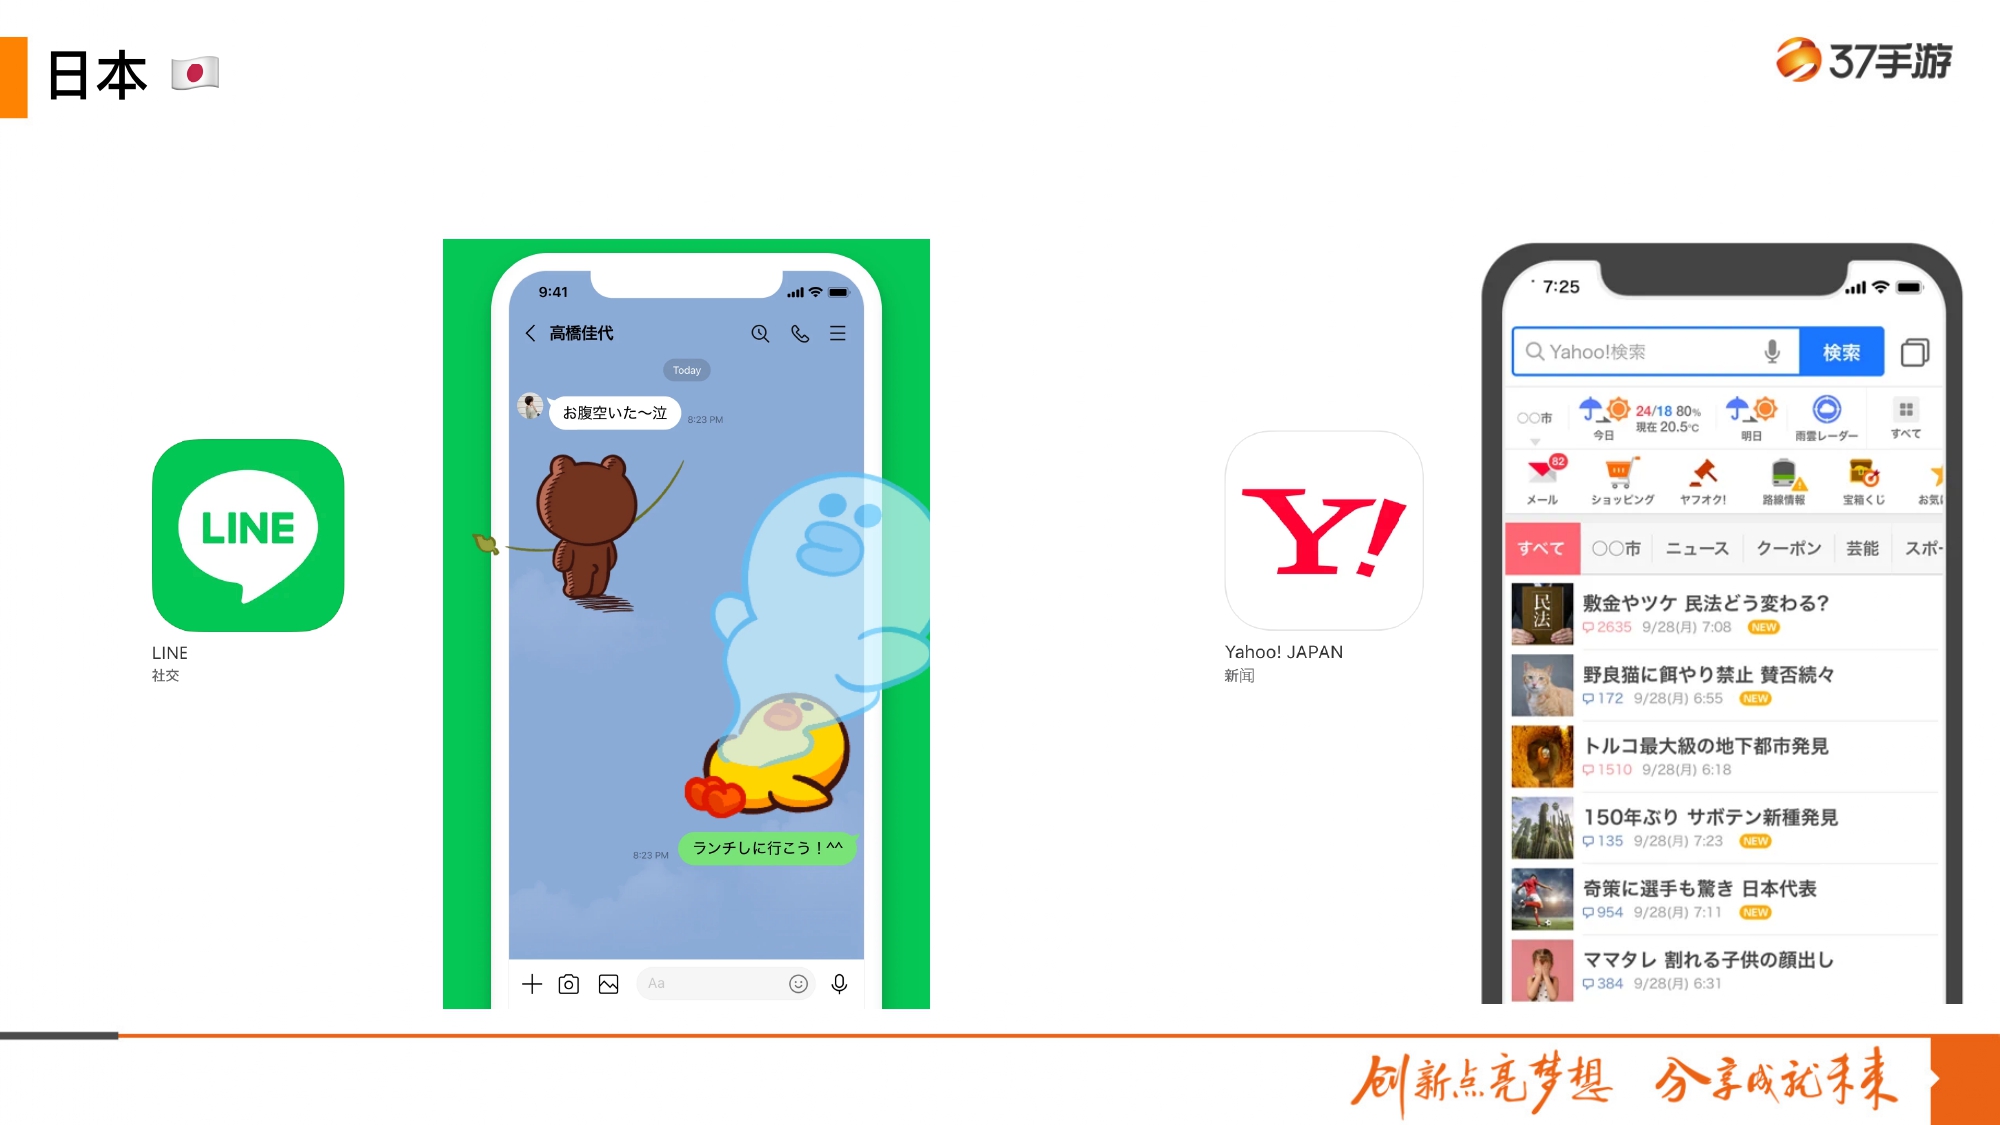 日本
37手游
LINE
LINE
社交
9:41
高橋佳代
Today
お腹空いた〜泣
8:23 PM
8:23 PM
ランチしに行こう！^^
Aa
Y!
Yahoo! JAPAN
新闻
7:25
Yahoo!検索
検索
○○市
今日
24/18 80%
現在 20.5℃
明日
雨雲レーダー
すべて
82
メール
ショッピング
ヤフオク!
路線情報
宝箱くじ
お気に
すべて
○○市
ニュース
クーポン
芸能
スポ-
民法
敷金やツケ 民法どう変わる?
2635 9/28(月) 7:08 NEW
野良猫に餌やり禁止 賛否続々
172 9/28(月) 6:55 NEW
トルコ最大級の地下都市発見
1510 9/28(月) 6:18
150年ぶり サボテン新種発見
135 9/28(月) 7:23 NEW
奇策に選手も驚き 日本代表
954 9/28(月) 7:11 NEW
ママタレ 割れる子供の顔出し
384 9/28(月) 6:31
创新点亮梦想 分享成就未来